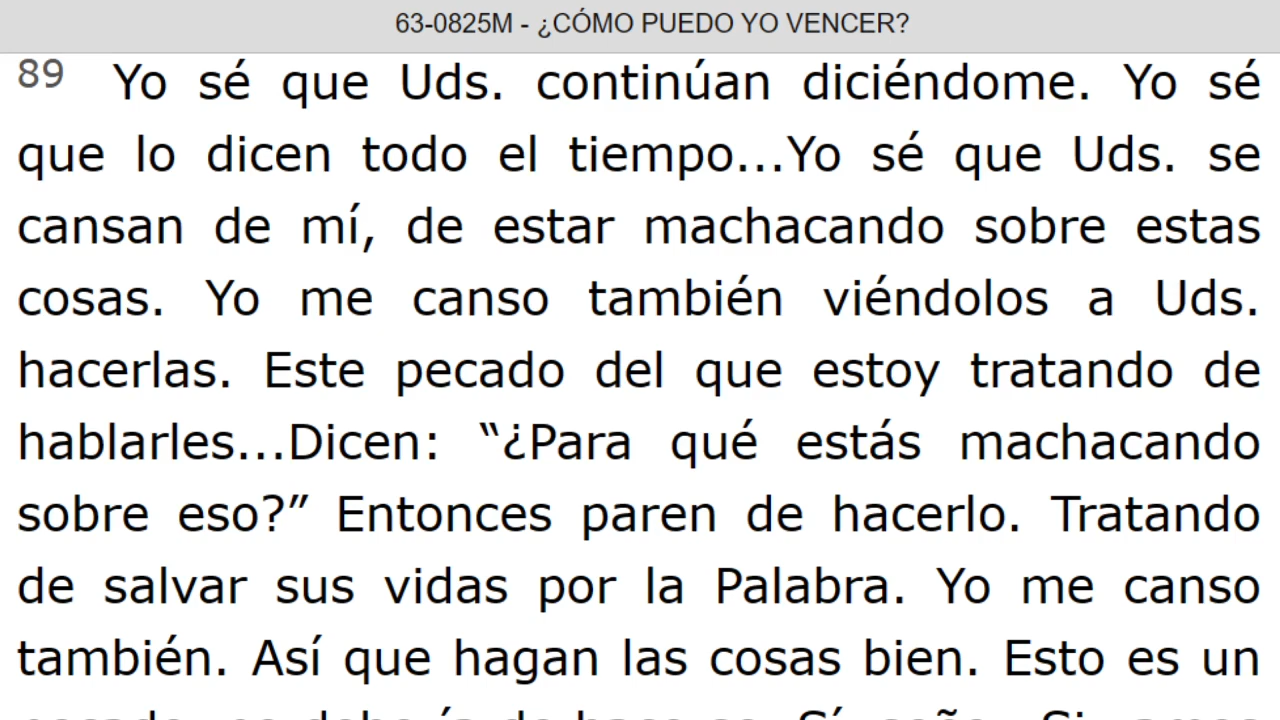 63-0825M - ¿CÓMO PUEDO YO VENCER?
89 Yo sé que Uds. continúan diciéndome. Yo sé
que lo dicen todo el tiempo...Yo sé que Uds. se
cansan de mí, de estar machacando sobre estas
cosas. Yo me canso también viéndolos a Uds.
hacerlas. Este pecado del que estoy tratando de
hablarles...Dicen: “¿Para qué estás machacando
sobre eso?” Entonces paren de hacerlo. Tratando
de salvar sus vidas por la Palabra. Yo me canso
también. Así que hagan las cosas bien. Esto es un